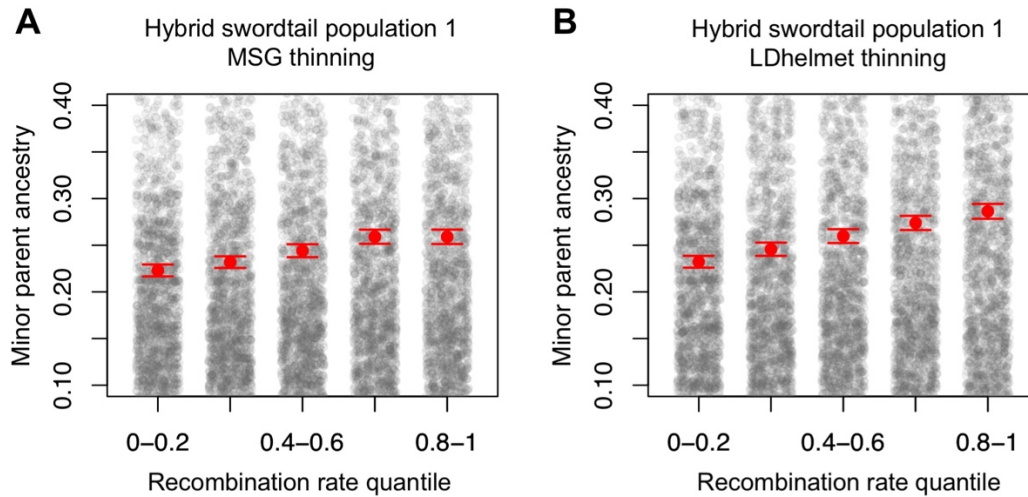 A
Hybrid swordtail population 1
MSG thinning
Minor parent ancestry
0.40
0.30
0.20
0.10
0–0.2
0.4–0.6
0.8–1
Recombination rate quantile
B
Hybrid swordtail population 1
LDhelmet thinning
Minor parent ancestry
0.40
0.30
0.20
0.10
0–0.2
0.4–0.6
0.8–1
Recombination rate quantile